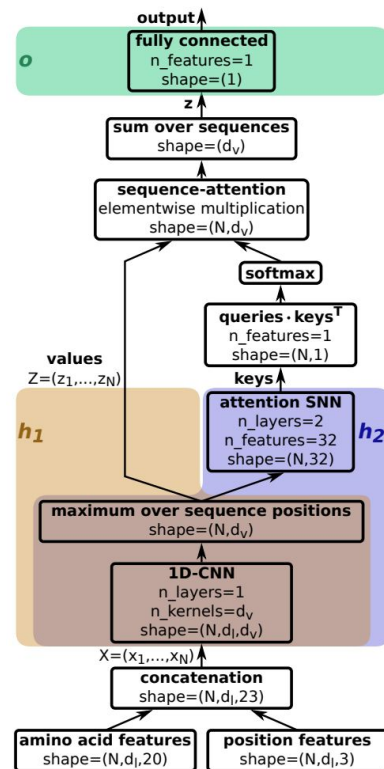 output
fully connected
n_features=1
shape=(1)
o
z
sum over sequences
shape=(d_v)
sequence-attention
elementwise multiplication
shape=(N,d_v)
softmax
queries·keys^T
n_features=1
shape=(N,1)
values
Z=(z_1,...,z_N)
keys
h_1
attention SNN
n_layers=2
n_features=32
shape=(N,32)
h_2
maximum over sequence positions
shape=(N,d_v)
1D-CNN
n_layers=1
n_kernels=d_v
shape=(N,d_l,d_v)
X=(x_1,...,x_N)
concatenation
shape=(N,d_l,23)
amino acid features
shape=(N,d_l,20)
position features
shape=(N,d_l,3)